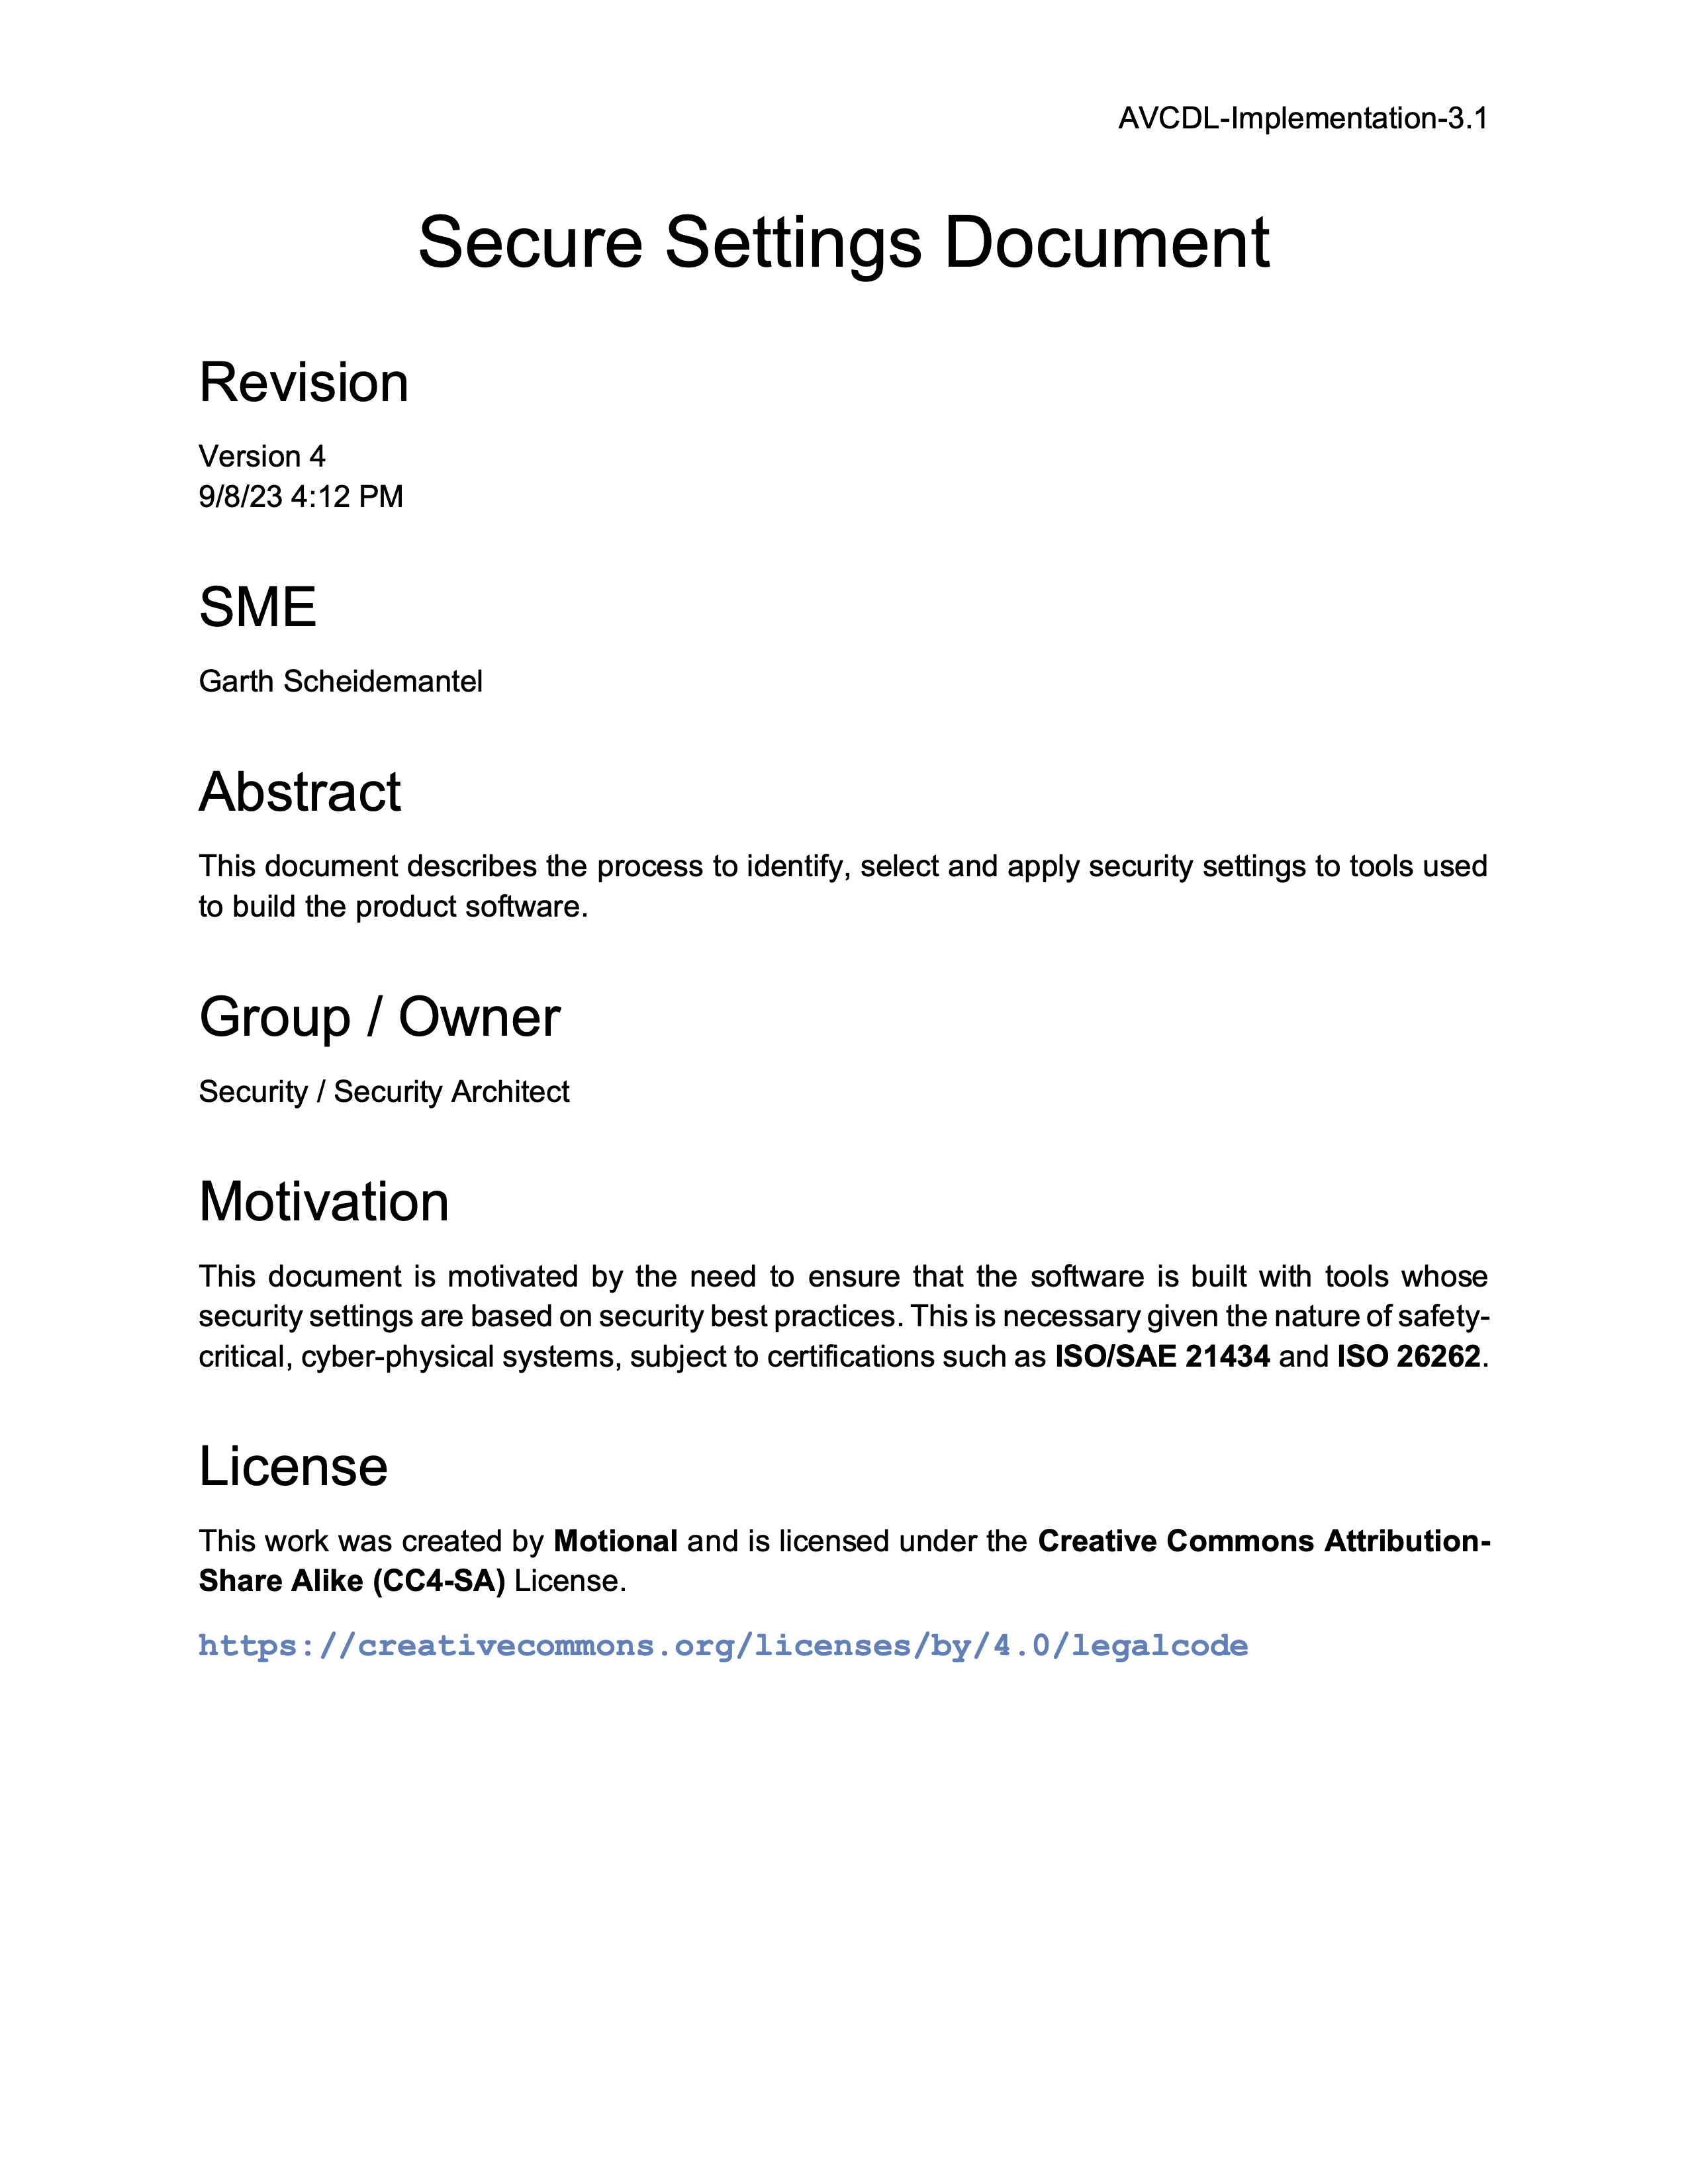 AVCDL-Implementation-3.1
Secure Settings Document
Revision
Version 4
9/8/23 4:12 PM
SME
Garth Scheidemantel
Abstract
This document describes the process to identify, select and apply security settings to tools used
to build the product software.
Group / Owner
Security / Security Architect
Motivation
This document is motivated by the need to ensure that the software is built with tools whose
security settings are based on security best practices. This is necessary given the nature of safety-
critical, cyber-physical systems, subject to certifications such as ISO/SAE 21434 and ISO 26262.
License
This work was created by Motional and is licensed under the Creative Commons Attribution-
Share Alike (CC4-SA) License.
https://creativecommons.org/licenses/by/4.0/legalcode